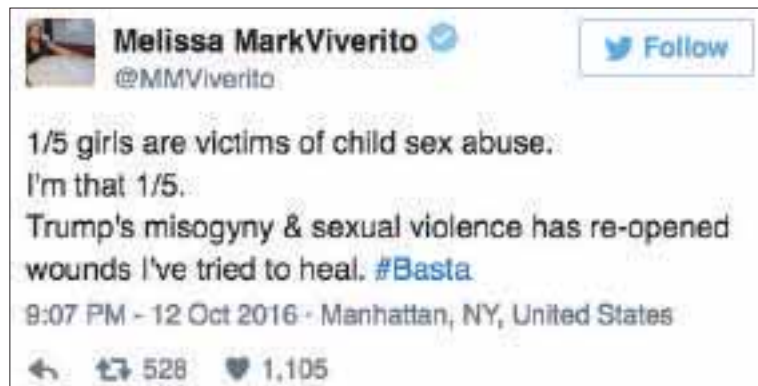 Melissa MarkViverito
Follow
@MMViverito
1/5 girls are victims of child sex abuse.
I'm that 1/5.
Trump's misogyny & sexual violence has re-opened
wounds I've tried to heal. #Basta
9:07 PM - 12 Oct 2016 · Manhattan, NY, United States
528 1,105